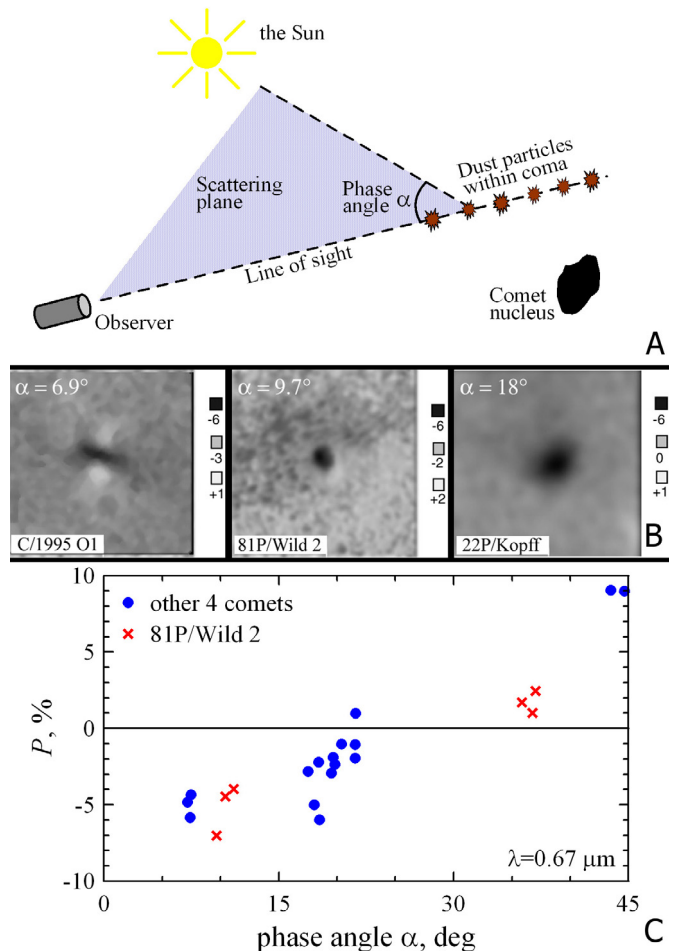 the Sun
Scattering
plane
Phase
angle α
Dust particles
within coma
Line of sight
Observer
Comet
nucleus
A
α = 6.9°
-6
-3
+1
C/1995 O1
α = 9.7°
-6
-2
+2
81P/Wild 2
α = 18°
-6
0
+1
22P/Kopff
B
other 4 comets
81P/Wild 2
10
5
0
-5
-10
P, %
λ=0.67 μm
0
15
30
45
phase angle α, deg
C